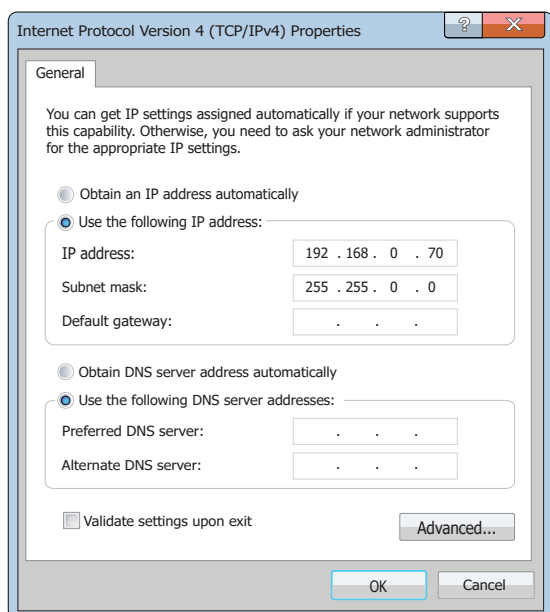 Internet Protocol Version 4 (TCP/IPv4) Properties
?
X
General
You can get IP settings assigned automatically if your network supports
this capability. Otherwise, you need to ask your network administrator
for the appropriate IP settings.
Obtain an IP address automatically
Use the following IP address:
IP address: 192 . 168 . 0 . 70
Subnet mask: 255 . 255 . 0 . 0
Default gateway: . . .
Obtain DNS server address automatically
Use the following DNS server addresses:
Preferred DNS server: . . .
Alternate DNS server: . . .
Validate settings upon exit
Advanced...
OK Cancel